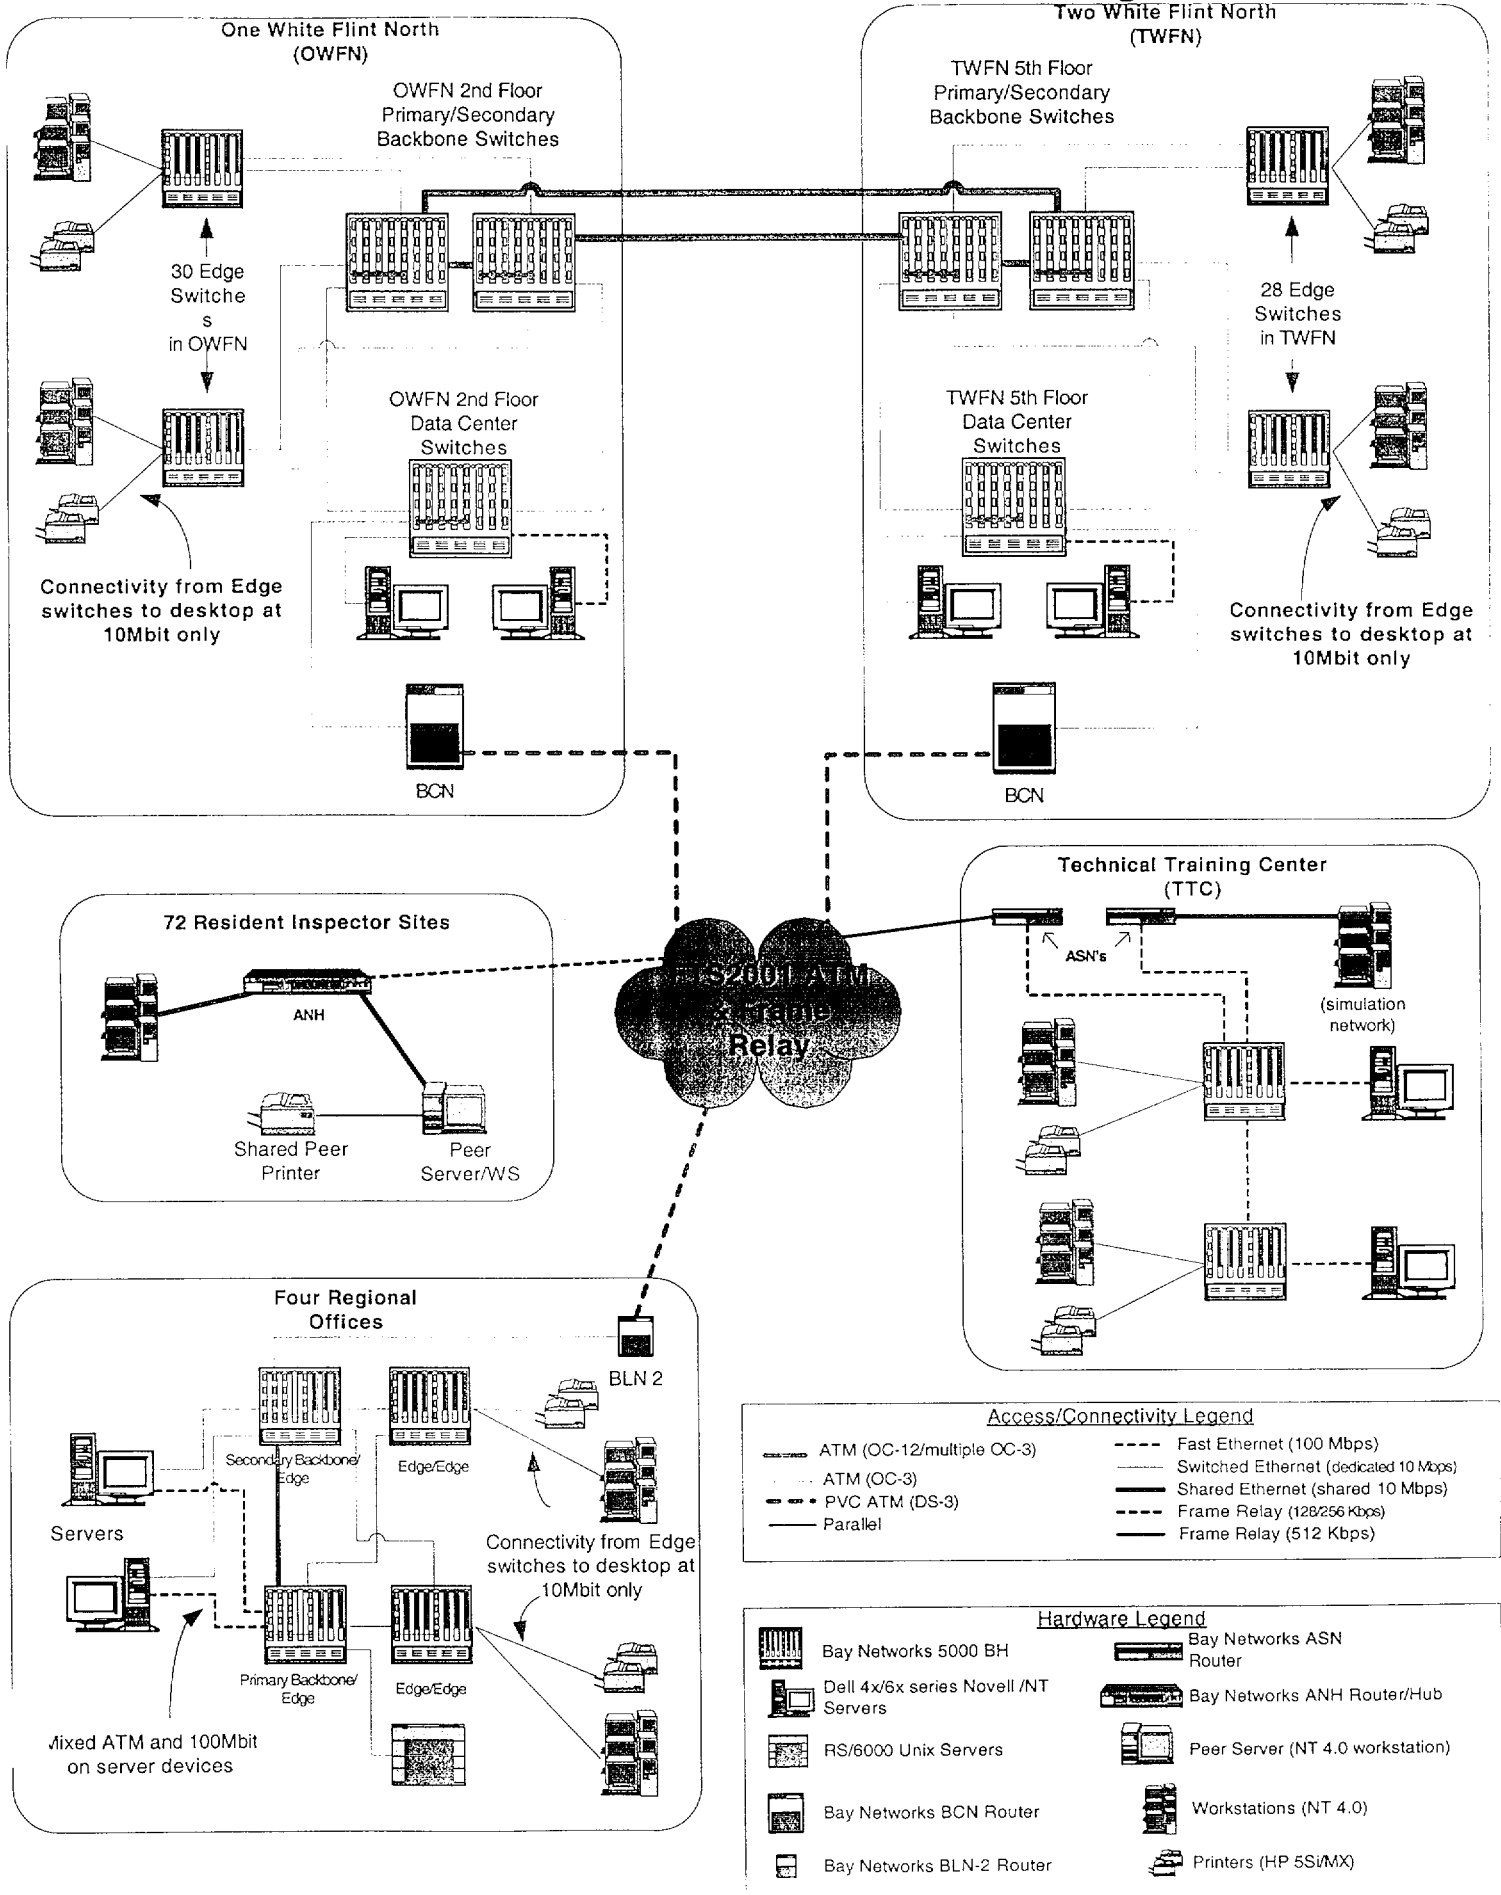 One White Flint North
(OWFN)
OWFN 2nd Floor
Primary/Secondary
Backbone Switches
30 Edge
Switche
s
in OWFN
OWFN 2nd Floor
Data Center
Switches
Connectivity from Edge
switches to desktop at
10Mbit only
BCN
Two White Flint North
(TWFN)
TWFN 5th Floor
Primary/Secondary
Backbone Switches
28 Edge
Switches
in TWFN
TWFN 5th Floor
Data Center
Switches
Connectivity from Edge
switches to desktop at
10Mbit only
BCN
72 Resident Inspector Sites
ANH
Shared Peer
Printer
Peer
Server/WS
FTS2001 ATM
& Frame
Relay
Technical Training Center
(TTC)
ASN's
(simulation
network)
Four Regional
Offices
BLN 2
Secondary Backbone/
Edge
Edge/Edge
Servers
Connectivity from Edge
switches to desktop at
10Mbit only
Primary Backbone/
Edge
Edge/Edge
Mixed ATM and 100Mbit
on server devices
Access/Connectivity Legend
ATM (OC-12/multiple OC-3)
ATM (OC-3)
PVC ATM (DS-3)
Parallel
Fast Ethernet (100 Mbps)
Switched Ethernet (dedicated 10 Mbps)
Shared Ethernet (shared 10 Mbps)
Frame Relay (128/256 Kbps)
Frame Relay (512 Kbps)
Hardware Legend
Bay Networks 5000 BH
Dell 4x/6x series Novell /NT
Servers
RS/6000 Unix Servers
Bay Networks BCN Router
Bay Networks BLN-2 Router
Bay Networks ASN
Router
Bay Networks ANH Router/Hub
Peer Server (NT 4.0 workstation)
Workstations (NT 4.0)
Printers (HP 5Si/MX)